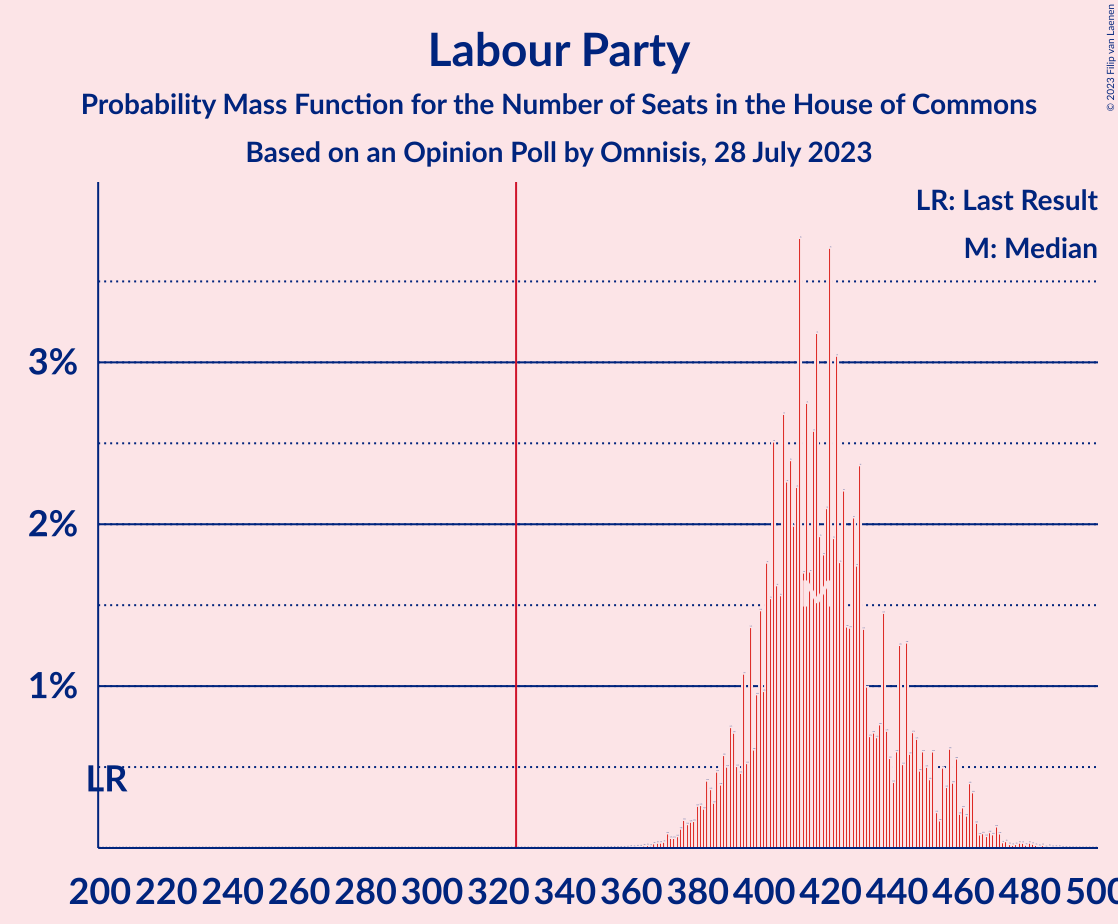 Labour Party
Probability Mass Function for the Number of Seats in the House of Commons
Based on an Opinion Poll by Omnisis, 28 July 2023
© 2023 Filip van Laenen
LR: Last Result
M: Median
3%
2%
1%
M
LR
200 220 240 260 280 300 320 340 360 380 400 420 440 460 480 500